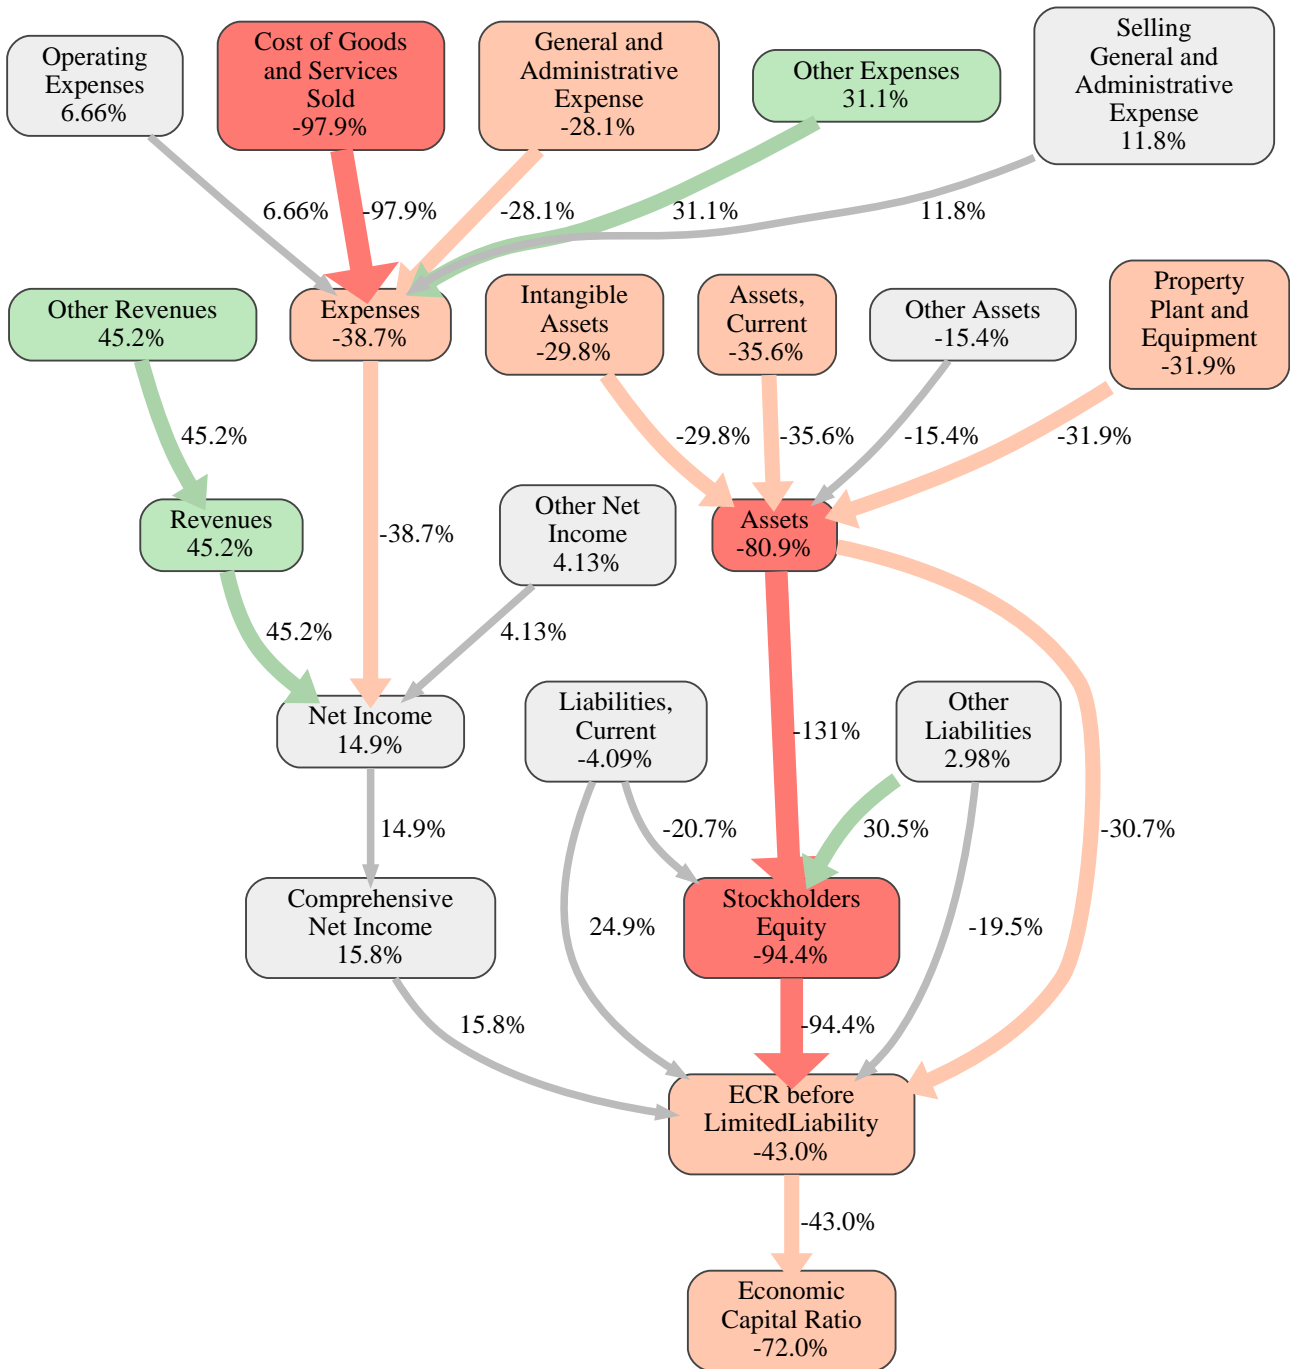 Operating
Expenses
6.66%
Cost of Goods
and Services
Sold
-97.9%
General and
Administrative
Expense
-28.1%
Other Expenses
31.1%
Selling
General and
Administrative
Expense
11.8%
6.66%
-97.9%
-28.1%
31.1%
11.8%
Other Revenues
45.2%
Expenses
-38.7%
Intangible
Assets
-29.8%
Assets,
Current
-35.6%
Other Assets
-15.4%
Property
Plant and
Equipment
-31.9%
45.2%
-29.8%
-35.6%
-15.4%
-31.9%
Revenues
45.2%
-38.7%
Other Net
Income
4.13%
Assets
-80.9%
45.2%
4.13%
Net Income
14.9%
Liabilities,
Current
-4.09%
-131%
Other
Liabilities
2.98%
14.9%
-20.7%
30.5%
-30.7%
Comprehensive
Net Income
15.8%
24.9%
Stockholders
Equity
-94.4%
-19.5%
15.8%
-94.4%
ECR before
LimitedLiability
-43.0%
-43.0%
Economic
Capital Ratio
-72.0%